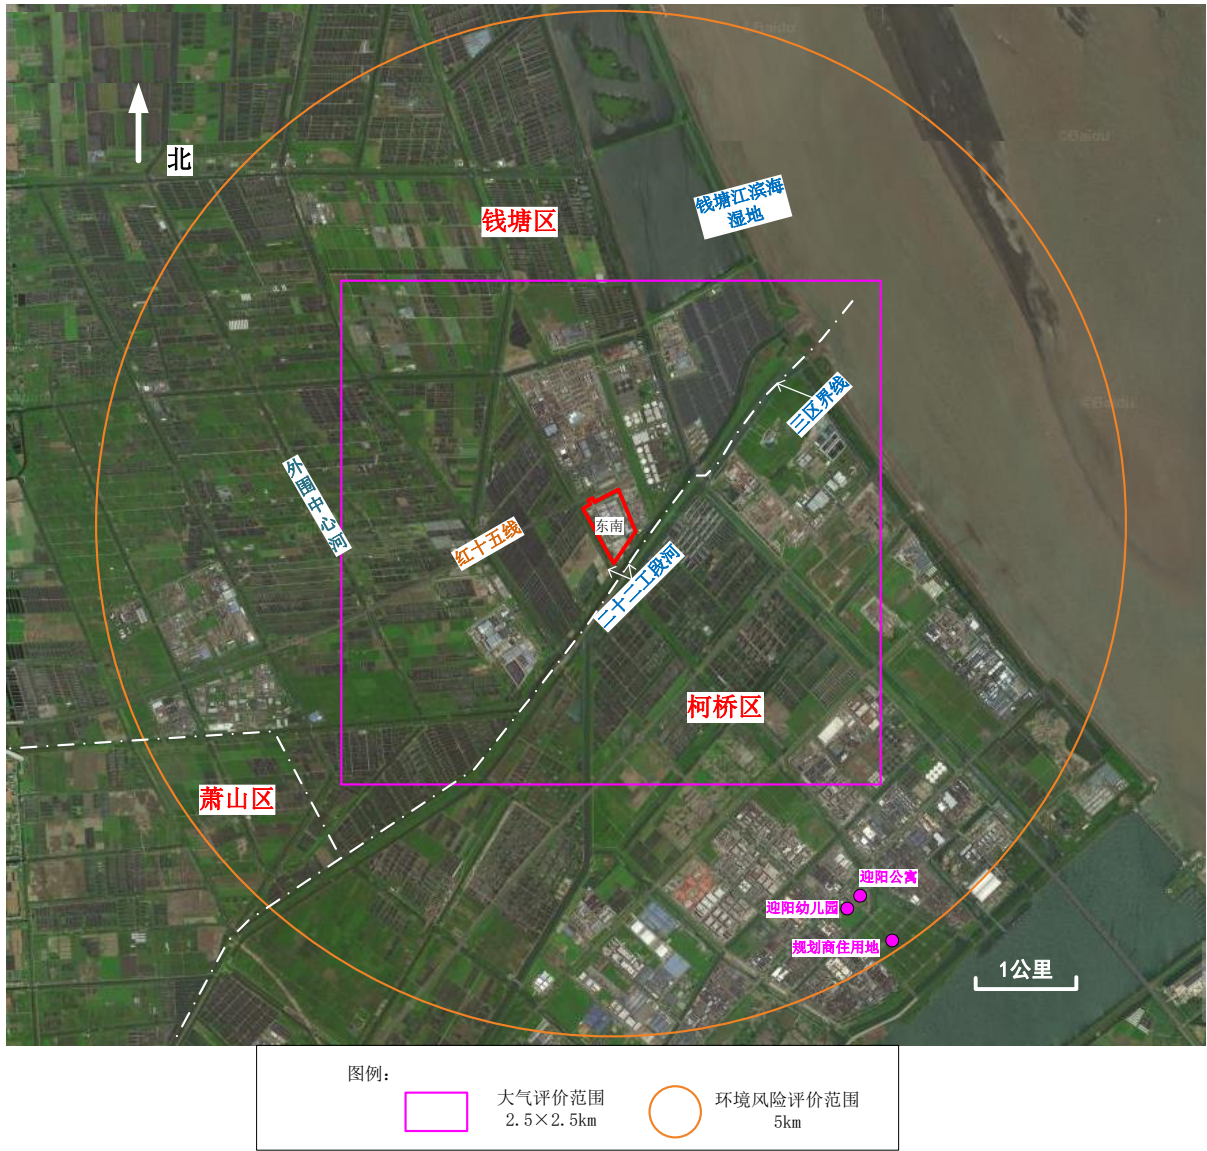 ©Baidu
北
©Baidu
钱塘江滨海
湿地
钱塘区
三区界线
©Baidu
外围中心河
红十五线
东南
二十二工段河
柯桥区
萧山区
迎阳公寓
迎阳幼儿园
规划商住用地
1公里
图例：
大气评价范围
2.5×2.5km
环境风险评价范围
5km